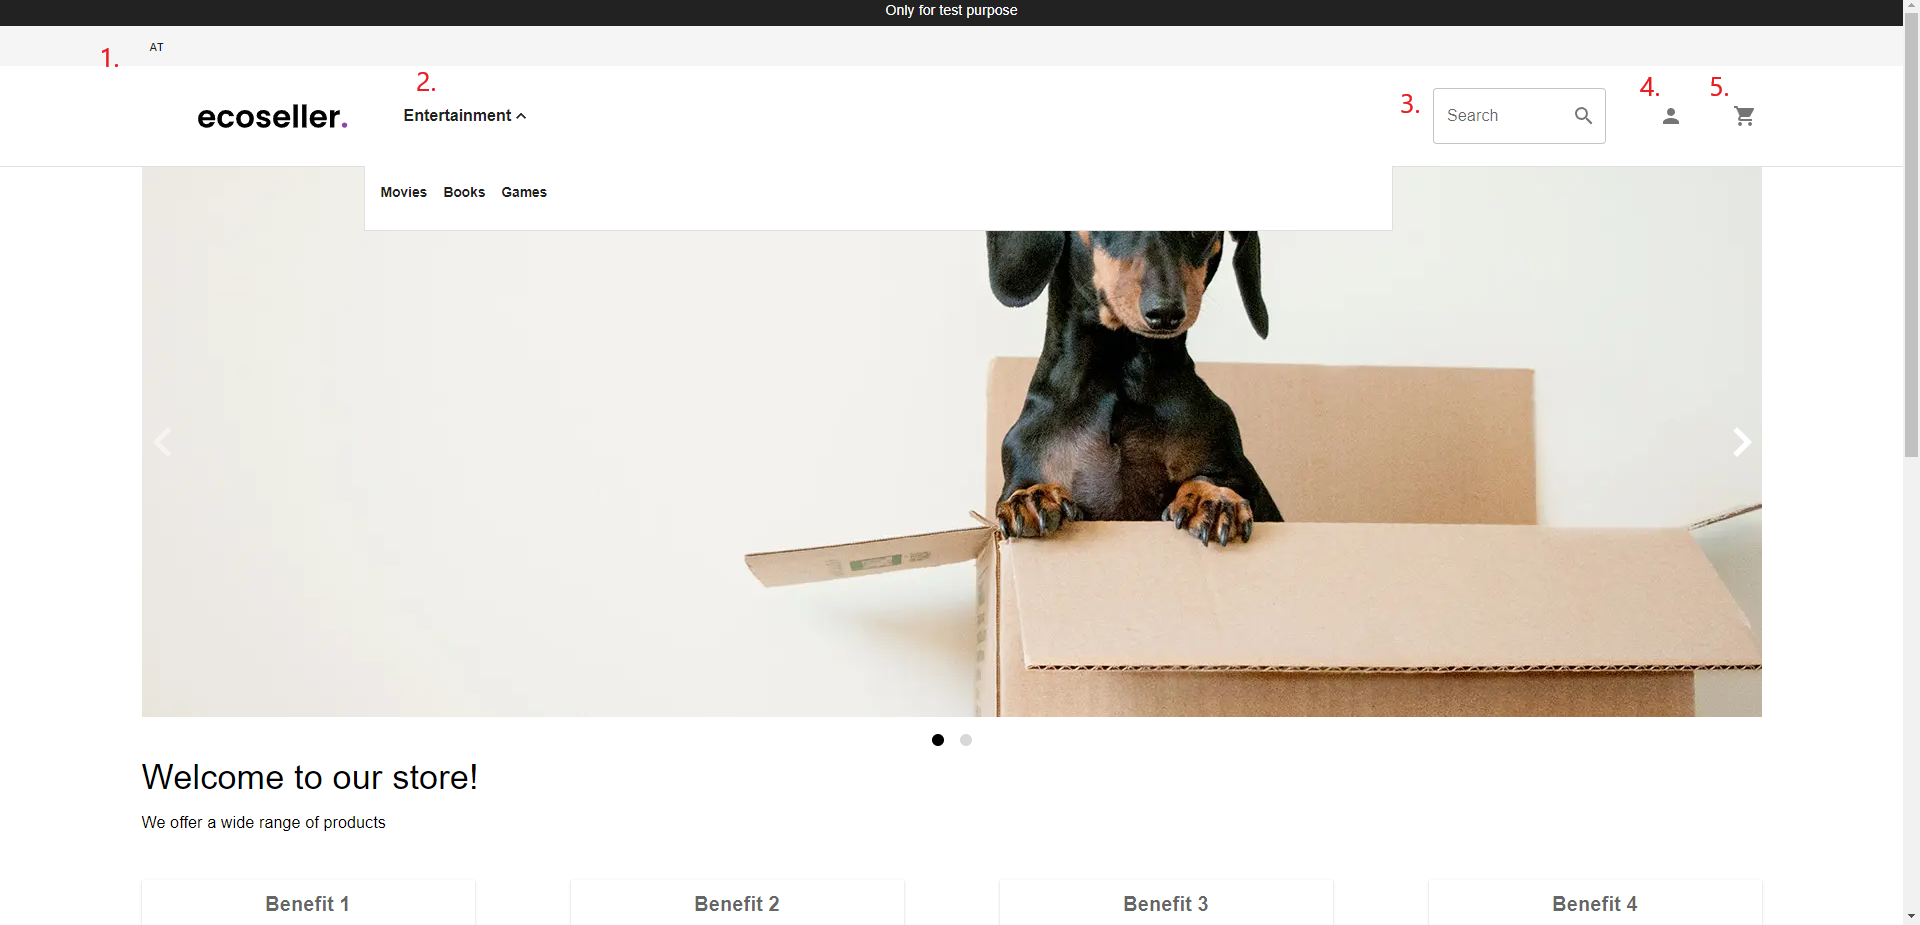 Only for test purpose
1. AT
2.
ecoseller. Entertainment 3. Search 4. 5.
Movies Books Games
Welcome to our store!
We offer a wide range of products
Benefit 1 Benefit 2 Benefit 3 Benefit 4